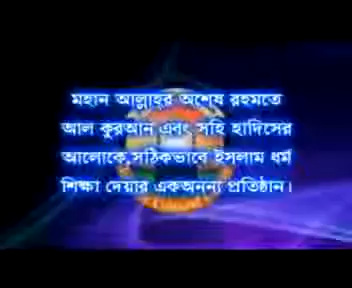 মহান আল্লাহর অশেষ রহমতে
আল কুরআন এবং সহি হাদিসের
আলোকে,সঠিকভাবে ইসলাম ধর্ম
শিক্ষা দেয়ার একঅনন্য প্রতিষ্ঠান।